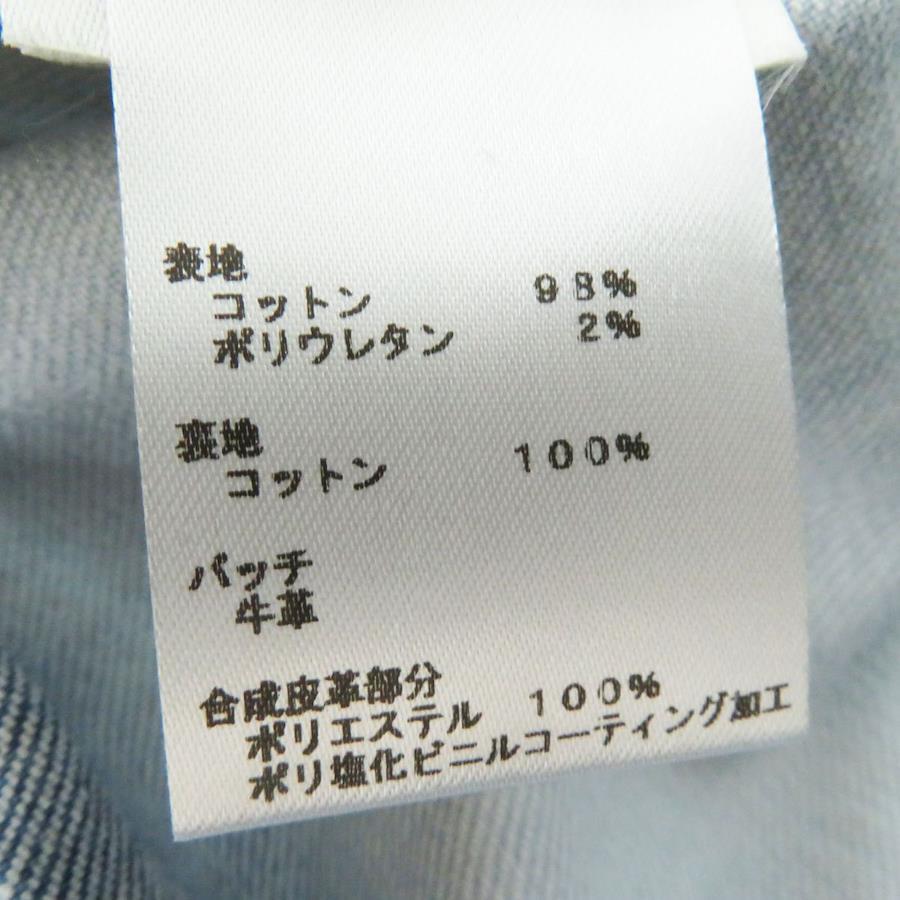 表地
コットン 98%
ポリウレタン 2%
裏地
コットン 100%
パッチ
牛革
合成皮革部分
ポリエステル 100%
ポリ塩化ビニルコーティング加工